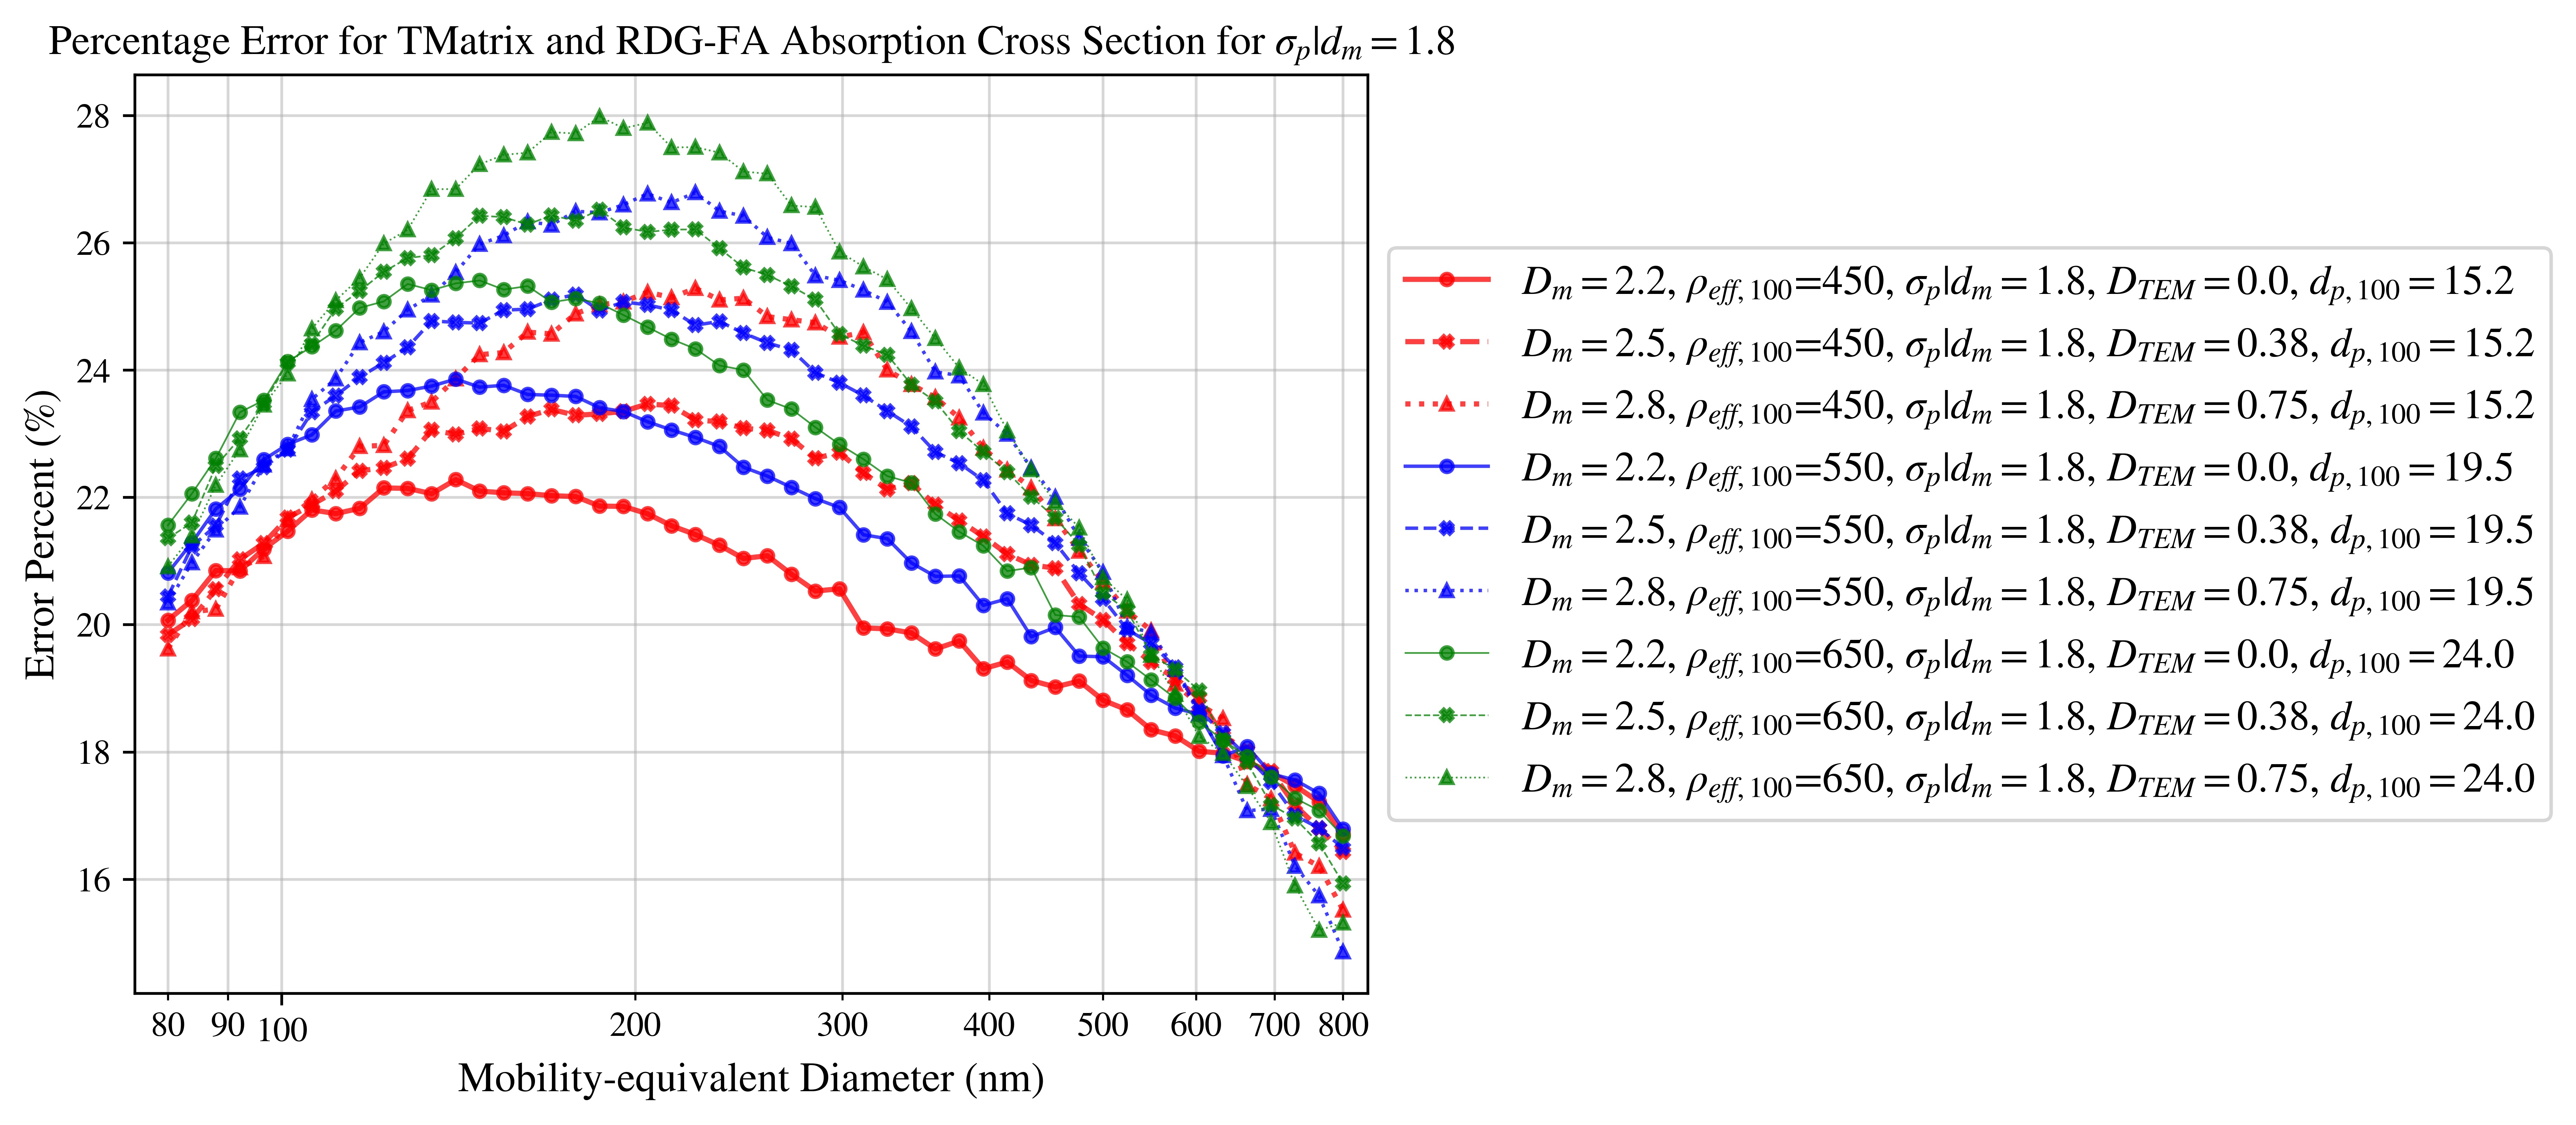 Percentage Error for TMatrix and RDG-FA Absorption Cross Section for σp|dm = 1.8
Error Percent (%)
28
26
24
22
20
18
16
80 90 100 200 300 400 500 600 700 800
Mobility-equivalent Diameter (nm)
Dm = 2.2, ρeff, 100=450, σp|dm = 1.8, DTEM = 0.0, dp, 100 = 15.2
Dm = 2.5, ρeff, 100=450, σp|dm = 1.8, DTEM = 0.38, dp, 100 = 15.2
Dm = 2.8, ρeff, 100=450, σp|dm = 1.8, DTEM = 0.75, dp, 100 = 15.2
Dm = 2.2, ρeff, 100=550, σp|dm = 1.8, DTEM = 0.0, dp, 100 = 19.5
Dm = 2.5, ρeff, 100=550, σp|dm = 1.8, DTEM = 0.38, dp, 100 = 19.5
Dm = 2.8, ρeff, 100=550, σp|dm = 1.8, DTEM = 0.75, dp, 100 = 19.5
Dm = 2.2, ρeff, 100=650, σp|dm = 1.8, DTEM = 0.0, dp, 100 = 24.0
Dm = 2.5, ρeff, 100=650, σp|dm = 1.8, DTEM = 0.38, dp, 100 = 24.0
Dm = 2.8, ρeff, 100=650, σp|dm = 1.8, DTEM = 0.75, dp, 100 = 24.0